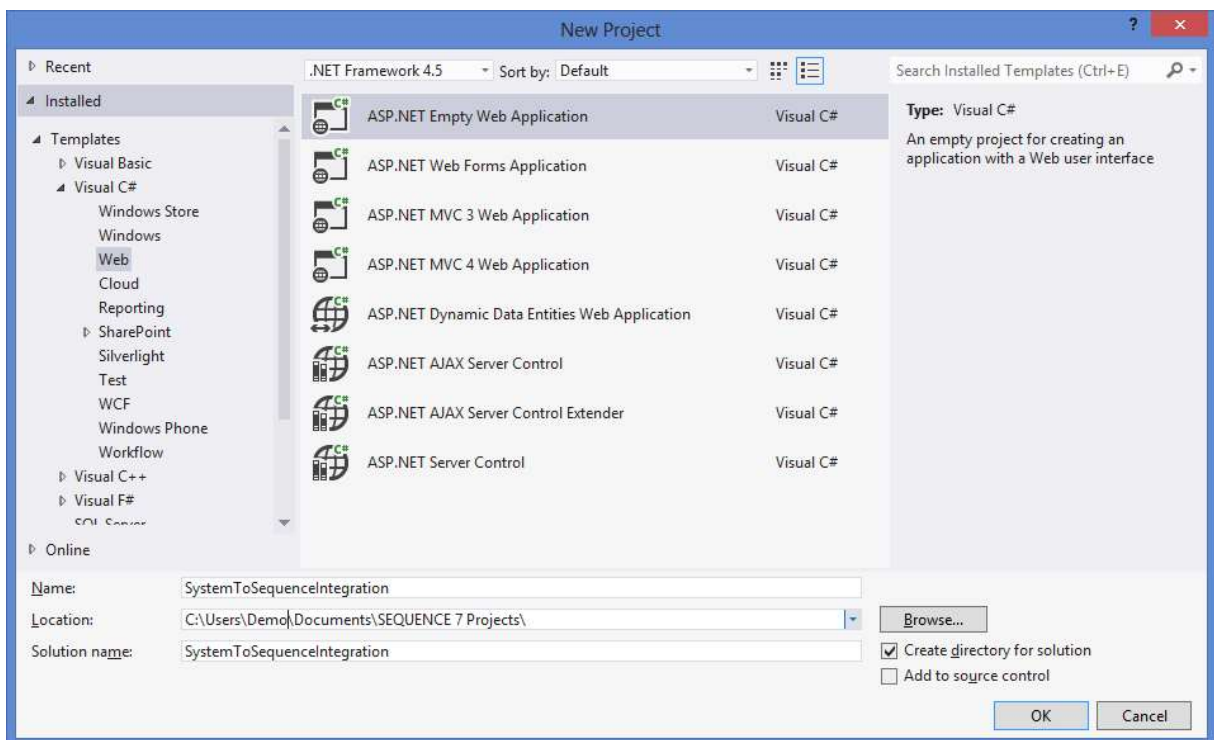 New Project
?
Recent
Installed
Templates
Visual Basic
Visual C#
Windows Store
Windows
Web
Cloud
Reporting
SharePoint
Silverlight
Test
WCF
Windows Phone
Workflow
Visual C++
Visual F#
SQL Server
Online
.NET Framework 4.5 Sort by: Default
ASP.NET Empty Web Application Visual C#
ASP.NET Web Forms Application Visual C#
ASP.NET MVC 3 Web Application Visual C#
ASP.NET MVC 4 Web Application Visual C#
ASP.NET Dynamic Data Entities Web Application Visual C#
ASP.NET AJAX Server Control Visual C#
ASP.NET AJAX Server Control Extender Visual C#
ASP.NET Server Control Visual C#
Search Installed Templates (Ctrl+E)
Type: Visual C#
An empty project for creating an
application with a Web user interface
Name: SystemToSequenceIntegration
Location: C:\Users\Demo\Documents\SEQUENCE 7 Projects\
Browse...
Solution name: SystemToSequenceIntegration
Create directory for solution
Add to source control
OK Cancel